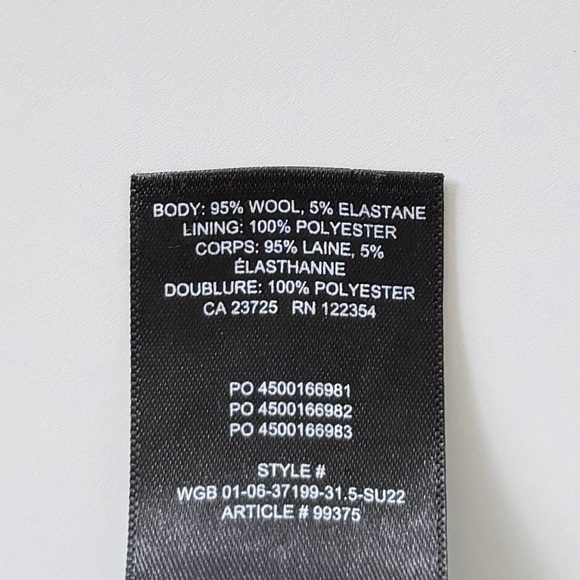 BODY: 95% WOOL, 5% ELASTANE
LINING: 100% POLYESTER
CORPS: 95% LAINE, 5%
ÉLASTHANNE
DOUBLURE: 100% POLYESTER
CA 23725 RN 122354
PO 4500166981
PO 4500166982
PO 4500166983
STYLE #
WGB 01-06-37199-31.5-SU22
ARTICLE # 99375